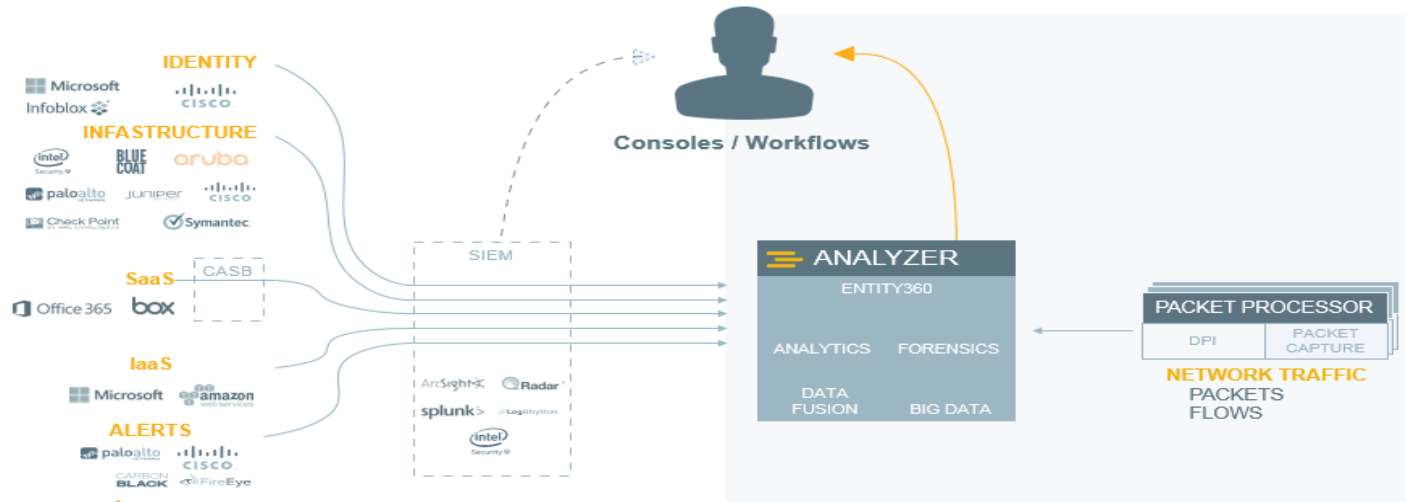 IDENTITY
Microsoft
CISCO
Infoblox
INFASTRUCTURE
intel Security
BLUE COAT
aruba
paloalto
JUNIPER
CISCO
Check Point
Symantec
SaaS
CASB
Office 365
box
IaaS
Microsoft
amazon web services
ALERTS
paloalto
CISCO
CARBON BLACK
FireEye
SIEM
ArcSight
QRadar
splunk>
LogRhythm
intel Security
Consoles / Workflows
ANALYZER
ENTITY360
ANALYTICS
FORENSICS
DATA FUSION
BIG DATA
PACKET PROCESSOR
DPI
PACKET CAPTURE
NETWORK TRAFFIC
PACKETS
FLOWS